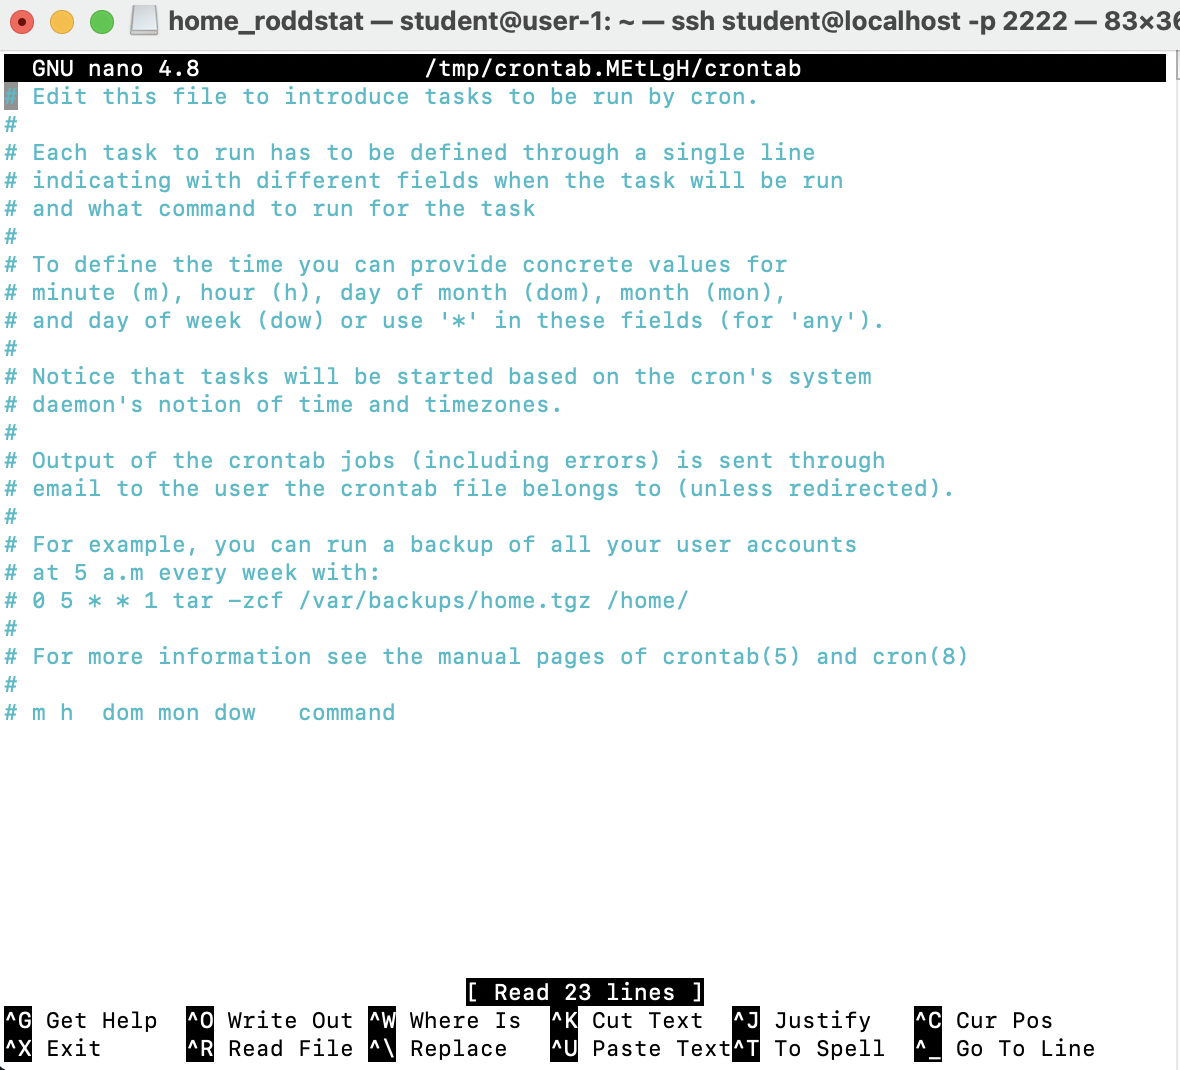 home_roddstat — student@user-1: ~ — ssh student@localhost -p 2222 — 83×36
GNU nano 4.8 /tmp/crontab.MEtLgH/crontab
# Edit this file to introduce tasks to be run by cron.
#
# Each task to run has to be defined through a single line
# indicating with different fields when the task will be run
# and what command to run for the task
#
# To define the time you can provide concrete values for
# minute (m), hour (h), day of month (dom), month (mon),
# and day of week (dow) or use '*' in these fields (for 'any').
#
# Notice that tasks will be started based on the cron's system
# daemon's notion of time and timezones.
#
# Output of the crontab jobs (including errors) is sent through
# email to the user the crontab file belongs to (unless redirected).
#
# For example, you can run a backup of all your user accounts
# at 5 a.m every week with:
# 0 5 * * 1 tar -zcf /var/backups/home.tgz /home/
#
# For more information see the manual pages of crontab(5) and cron(8)
#
# m h  dom mon dow   command
[ Read 23 lines ]
^G Get Help ^O Write Out ^W Where Is ^K Cut Text ^J Justify ^C Cur Pos
^X Exit ^R Read File ^\ Replace ^U Paste Text ^T To Spell ^_ Go To Line